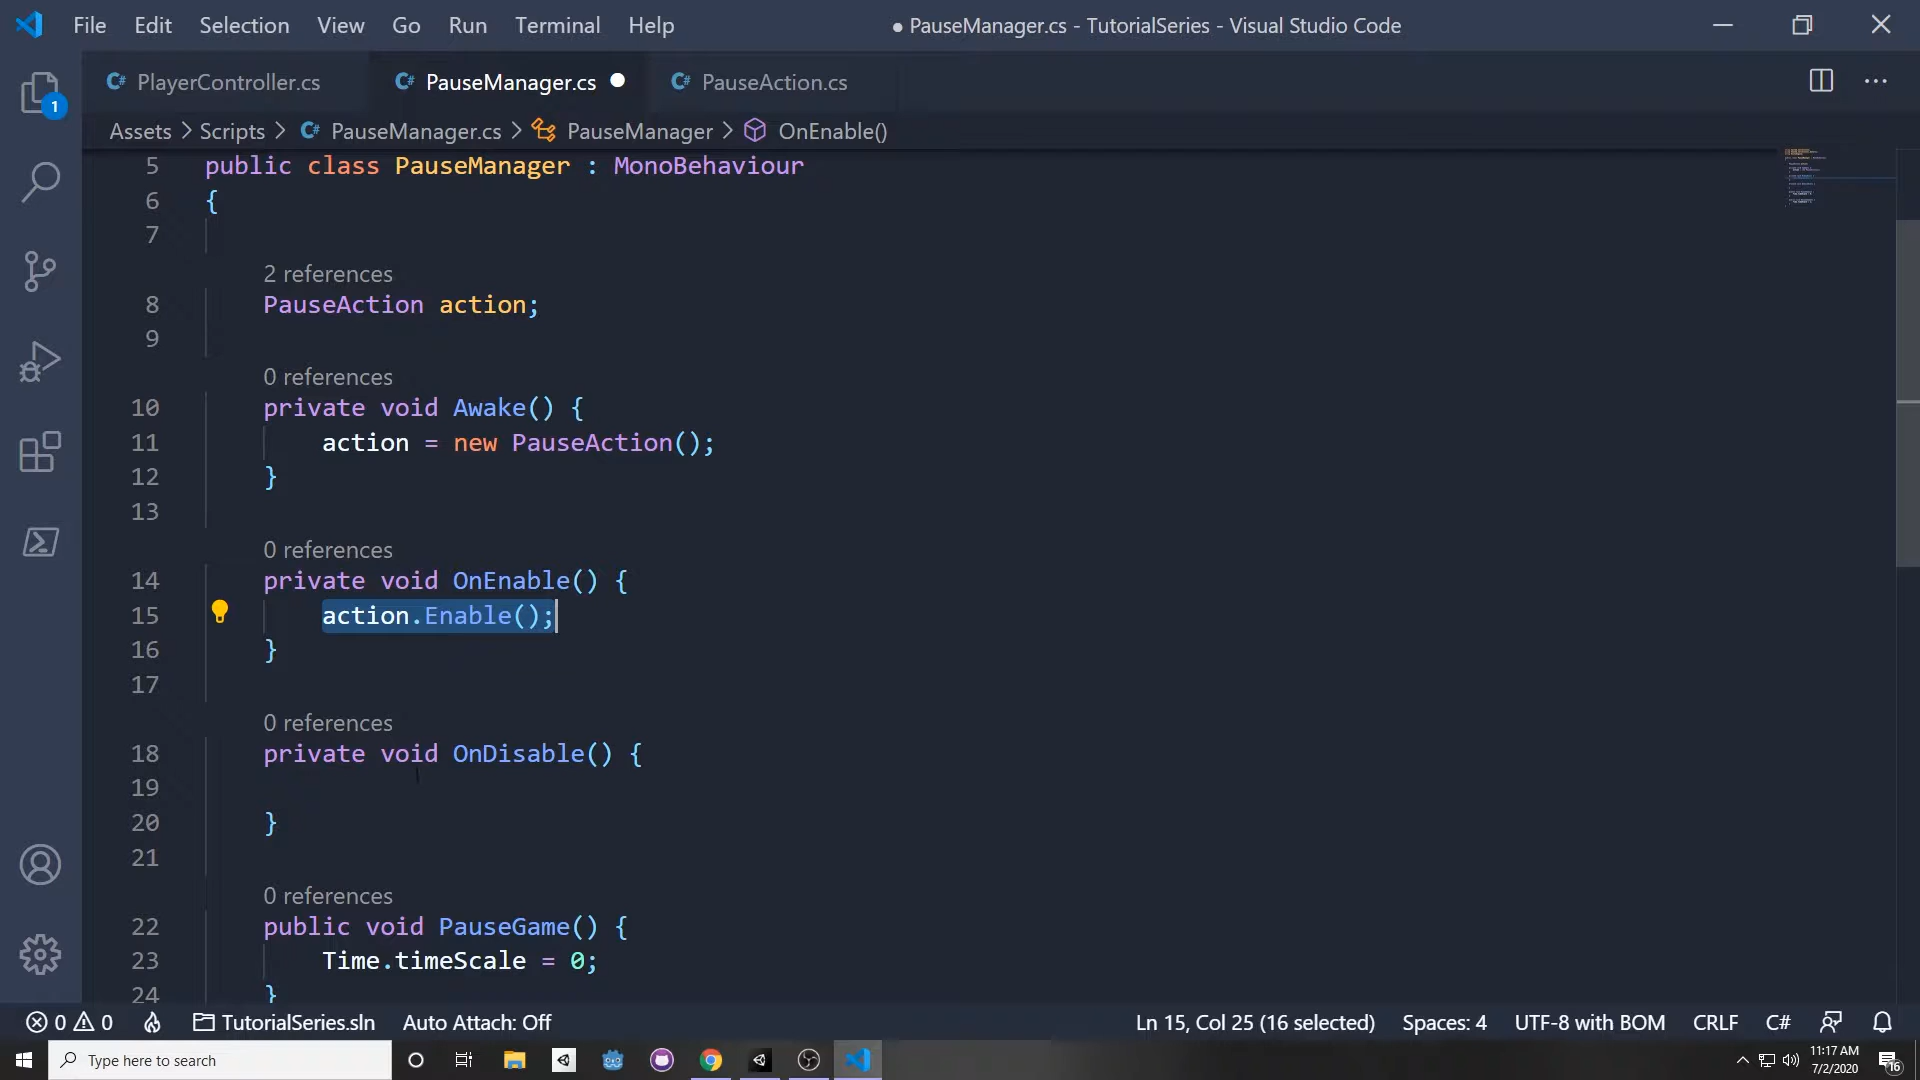 File Edit Selection View Go Run Terminal Help ● PauseManager.cs - TutorialSeries - Visual Studio Code
PlayerController.cs PauseManager.cs PauseAction.cs
1
Assets > Scripts > PauseManager.cs > PauseManager > OnEnable()
5 public class PauseManager : MonoBehaviour
6 {
7
2 references
8 PauseAction action;
9
0 references
10 private void Awake() {
11 action = new PauseAction();
12 }
13
0 references
14 private void OnEnable() {
15 action.Enable();
16 }
17
0 references
18 private void OnDisable() {
19
20 }
21
0 references
22 public void PauseGame() {
23 Time.timeScale = 0;
24 }
0 0 TutorialSeries.sln Auto Attach: Off Ln 15, Col 25 (16 selected) Spaces: 4 UTF-8 with BOM CRLF C#
Type here to search 11:17 AM
7/2/2020
16